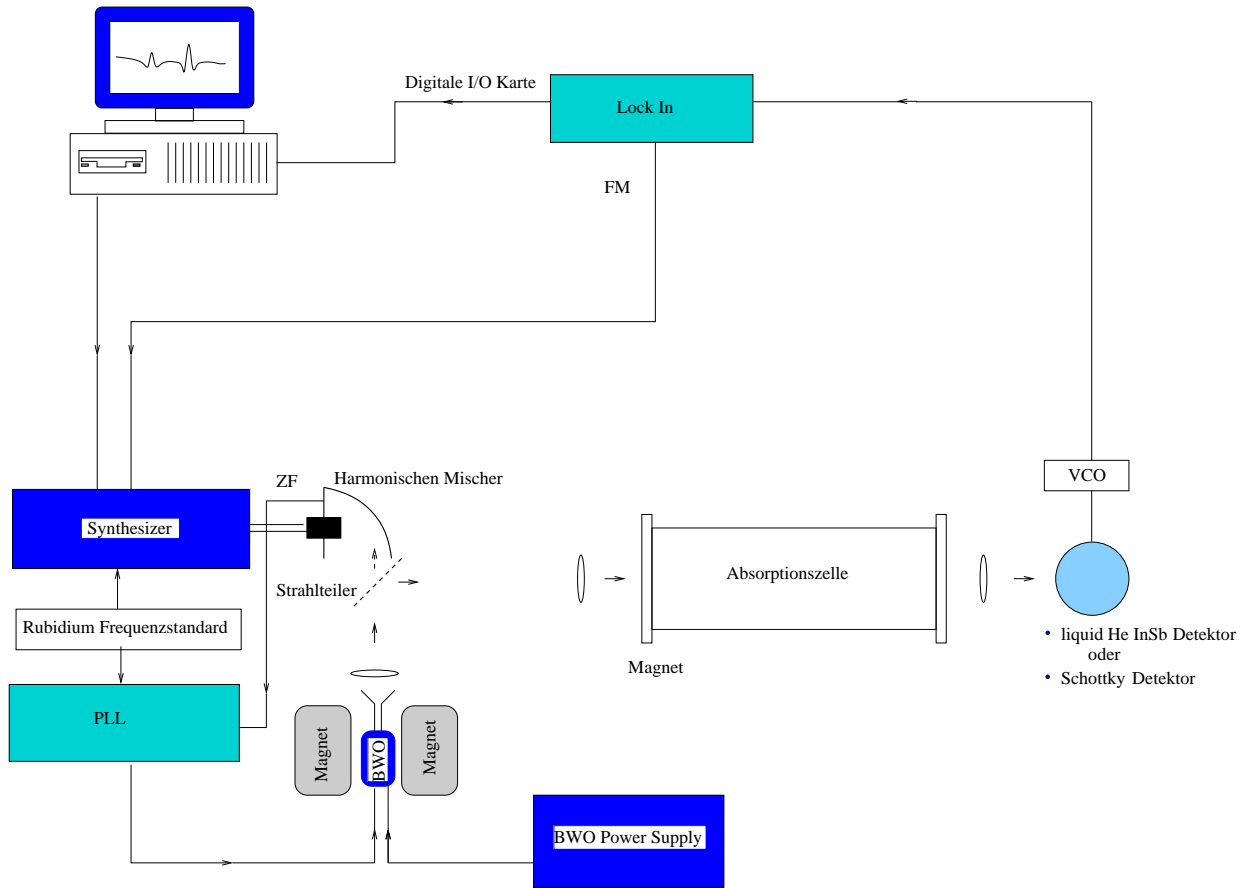 Digitale I/O Karte
Lock In
FM
VCO
ZF
Harmonischen Mischer
Synthesizer
Strahlteiler
Absorptionszelle
Rubidium Frequenzstandard
• liquid He InSb Detektor
oder
• Schottky Detektor
Magnet
PLL
Magnet
BWO
Magnet
BWO Power Supply